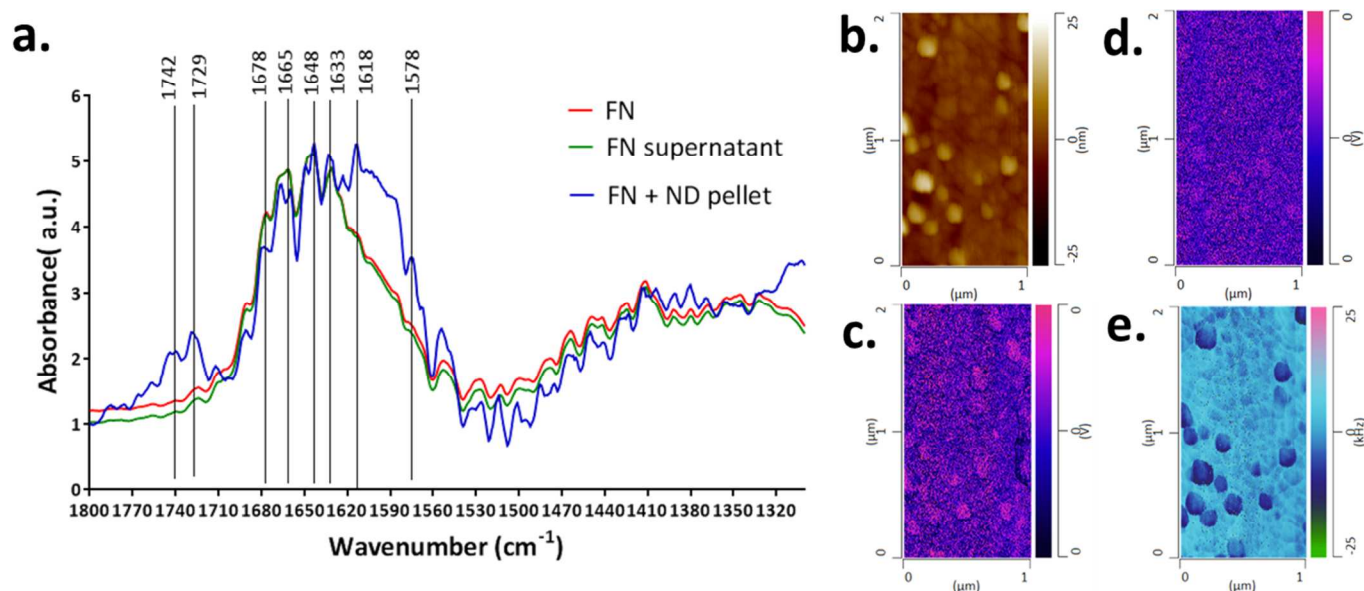 a.
1742
1729
1678
1665
1648
1633
1618
1578
FN
FN supernatant
FN + ND pellet
Absorbance( a.u.)
6
5
4
3
2
1
0
1800 1770 1740 1710 1680 1650 1620 1590 1560 1530 1500 1470 1440 1410 1380 1350 1320
Wavenumber (cm⁻¹)
b.
2
1
0
(µm)
0 1
(µm)
25
0
-25
(nm)
c.
2
1
0
(µm)
0 1
(µm)
0
0
0
(V)
d.
2
1
0
(µm)
0 1
(µm)
0
0
0
(V)
e.
2
1
0
(µm)
0 1
(µm)
25
0
-25
(kHz)